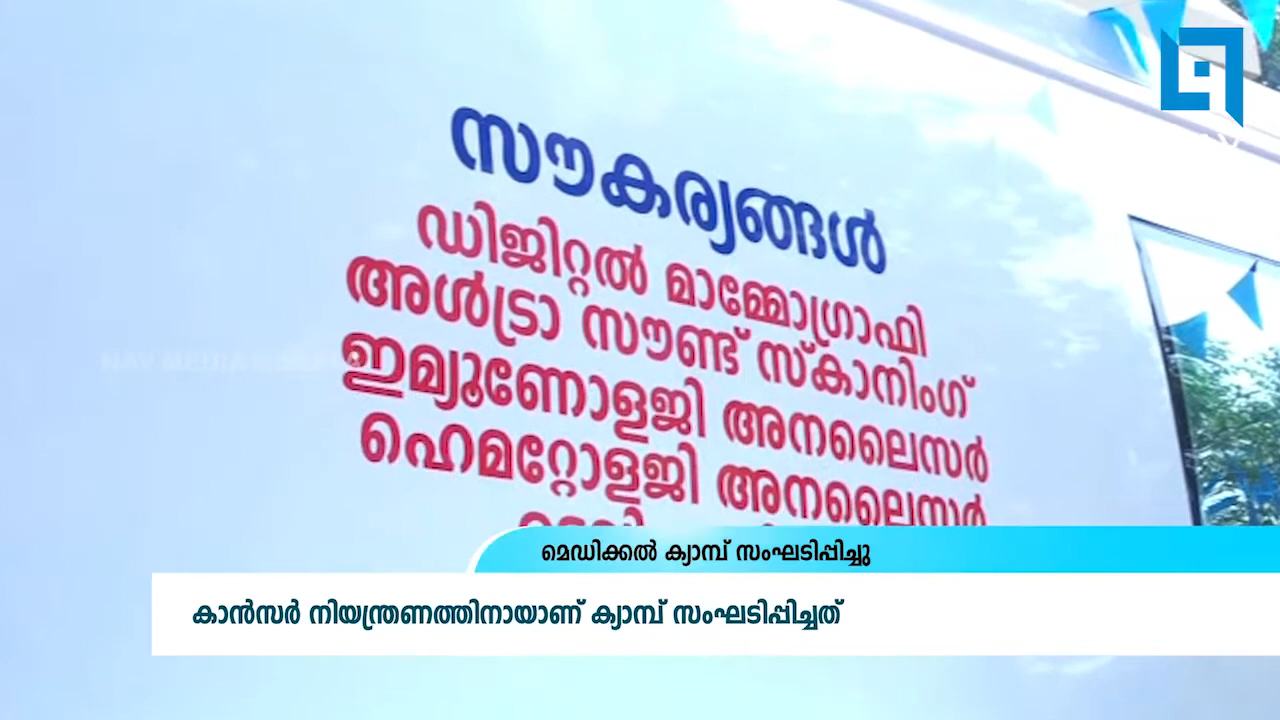 സൗകര്യങ്ങൾ
ഡിജിറ്റൽ മാമ്മോഗ്രാഫി
അൾട്രാ സൗണ്ട് സ്കാനിംഗ്
ഇമ്യൂണോളജി അനലൈസർ
ഹെമറ്റോളജി അനലൈസർ
മെഡിക്കൽ ക്യാമ്പ് സംഘടിപ്പിച്ചു
കാൻസർ നിയന്ത്രണത്തിനായാണ് ക്യാമ്പ് സംഘടിപ്പിച്ചത്